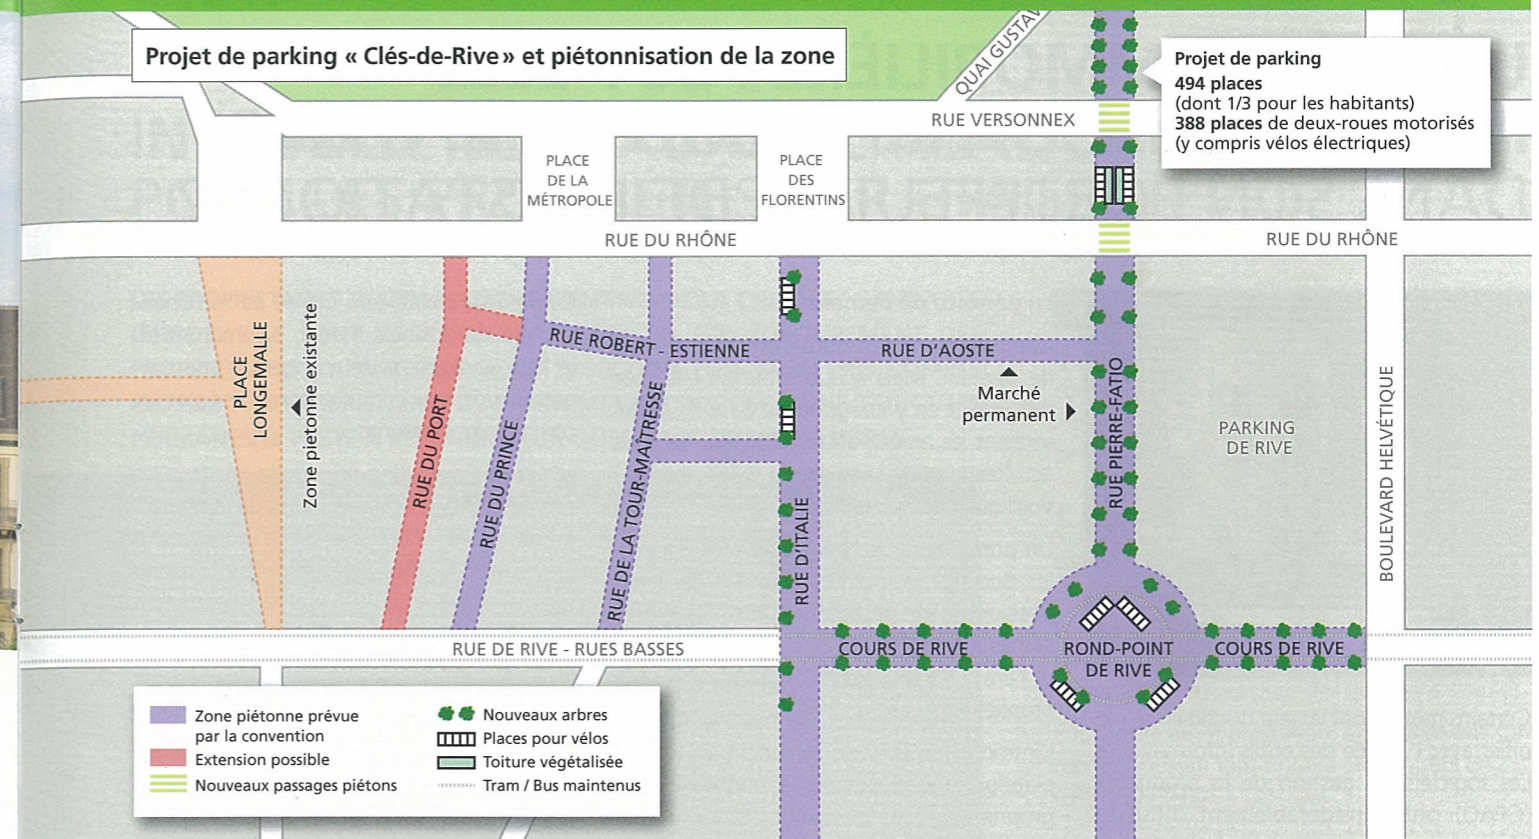 Projet de parking « Clés-de-Rive » et piétonnisation de la zone
QUAI GUSTAV
Projet de parking
494 places
(dont 1/3 pour les habitants)
388 places de deux-roues motorisés
(y compris vélos électriques)
RUE VERSONNEX
PLACE
DE LA
MÉTROPOLE
PLACE
DES
FLORENTINS
RUE DU RHÔNE
RUE DU RHÔNE
PLACE
LONGEMALLE
Zone pietonne existante
RUE DU PORT
RUE DU PRINCE
RUE ROBERT - ESTIENNE
RUE DE LA TOUR-MAÎTRESSE
RUE D'ITALIE
RUE D'AOSTE
Marché
permanent
RUE PIERRE-FATIO
PARKING
DE RIVE
BOULEVARD HELVÉTIQUE
RUE DE RIVE - RUES BASSES
COURS DE RIVE
ROND-POINT
DE RIVE
COURS DE RIVE
Zone piétonne prévue
par la convention
Extension possible
Nouveaux passages piétons
Nouveaux arbres
Places pour vélos
Toiture végétalisée
Tram / Bus maintenus